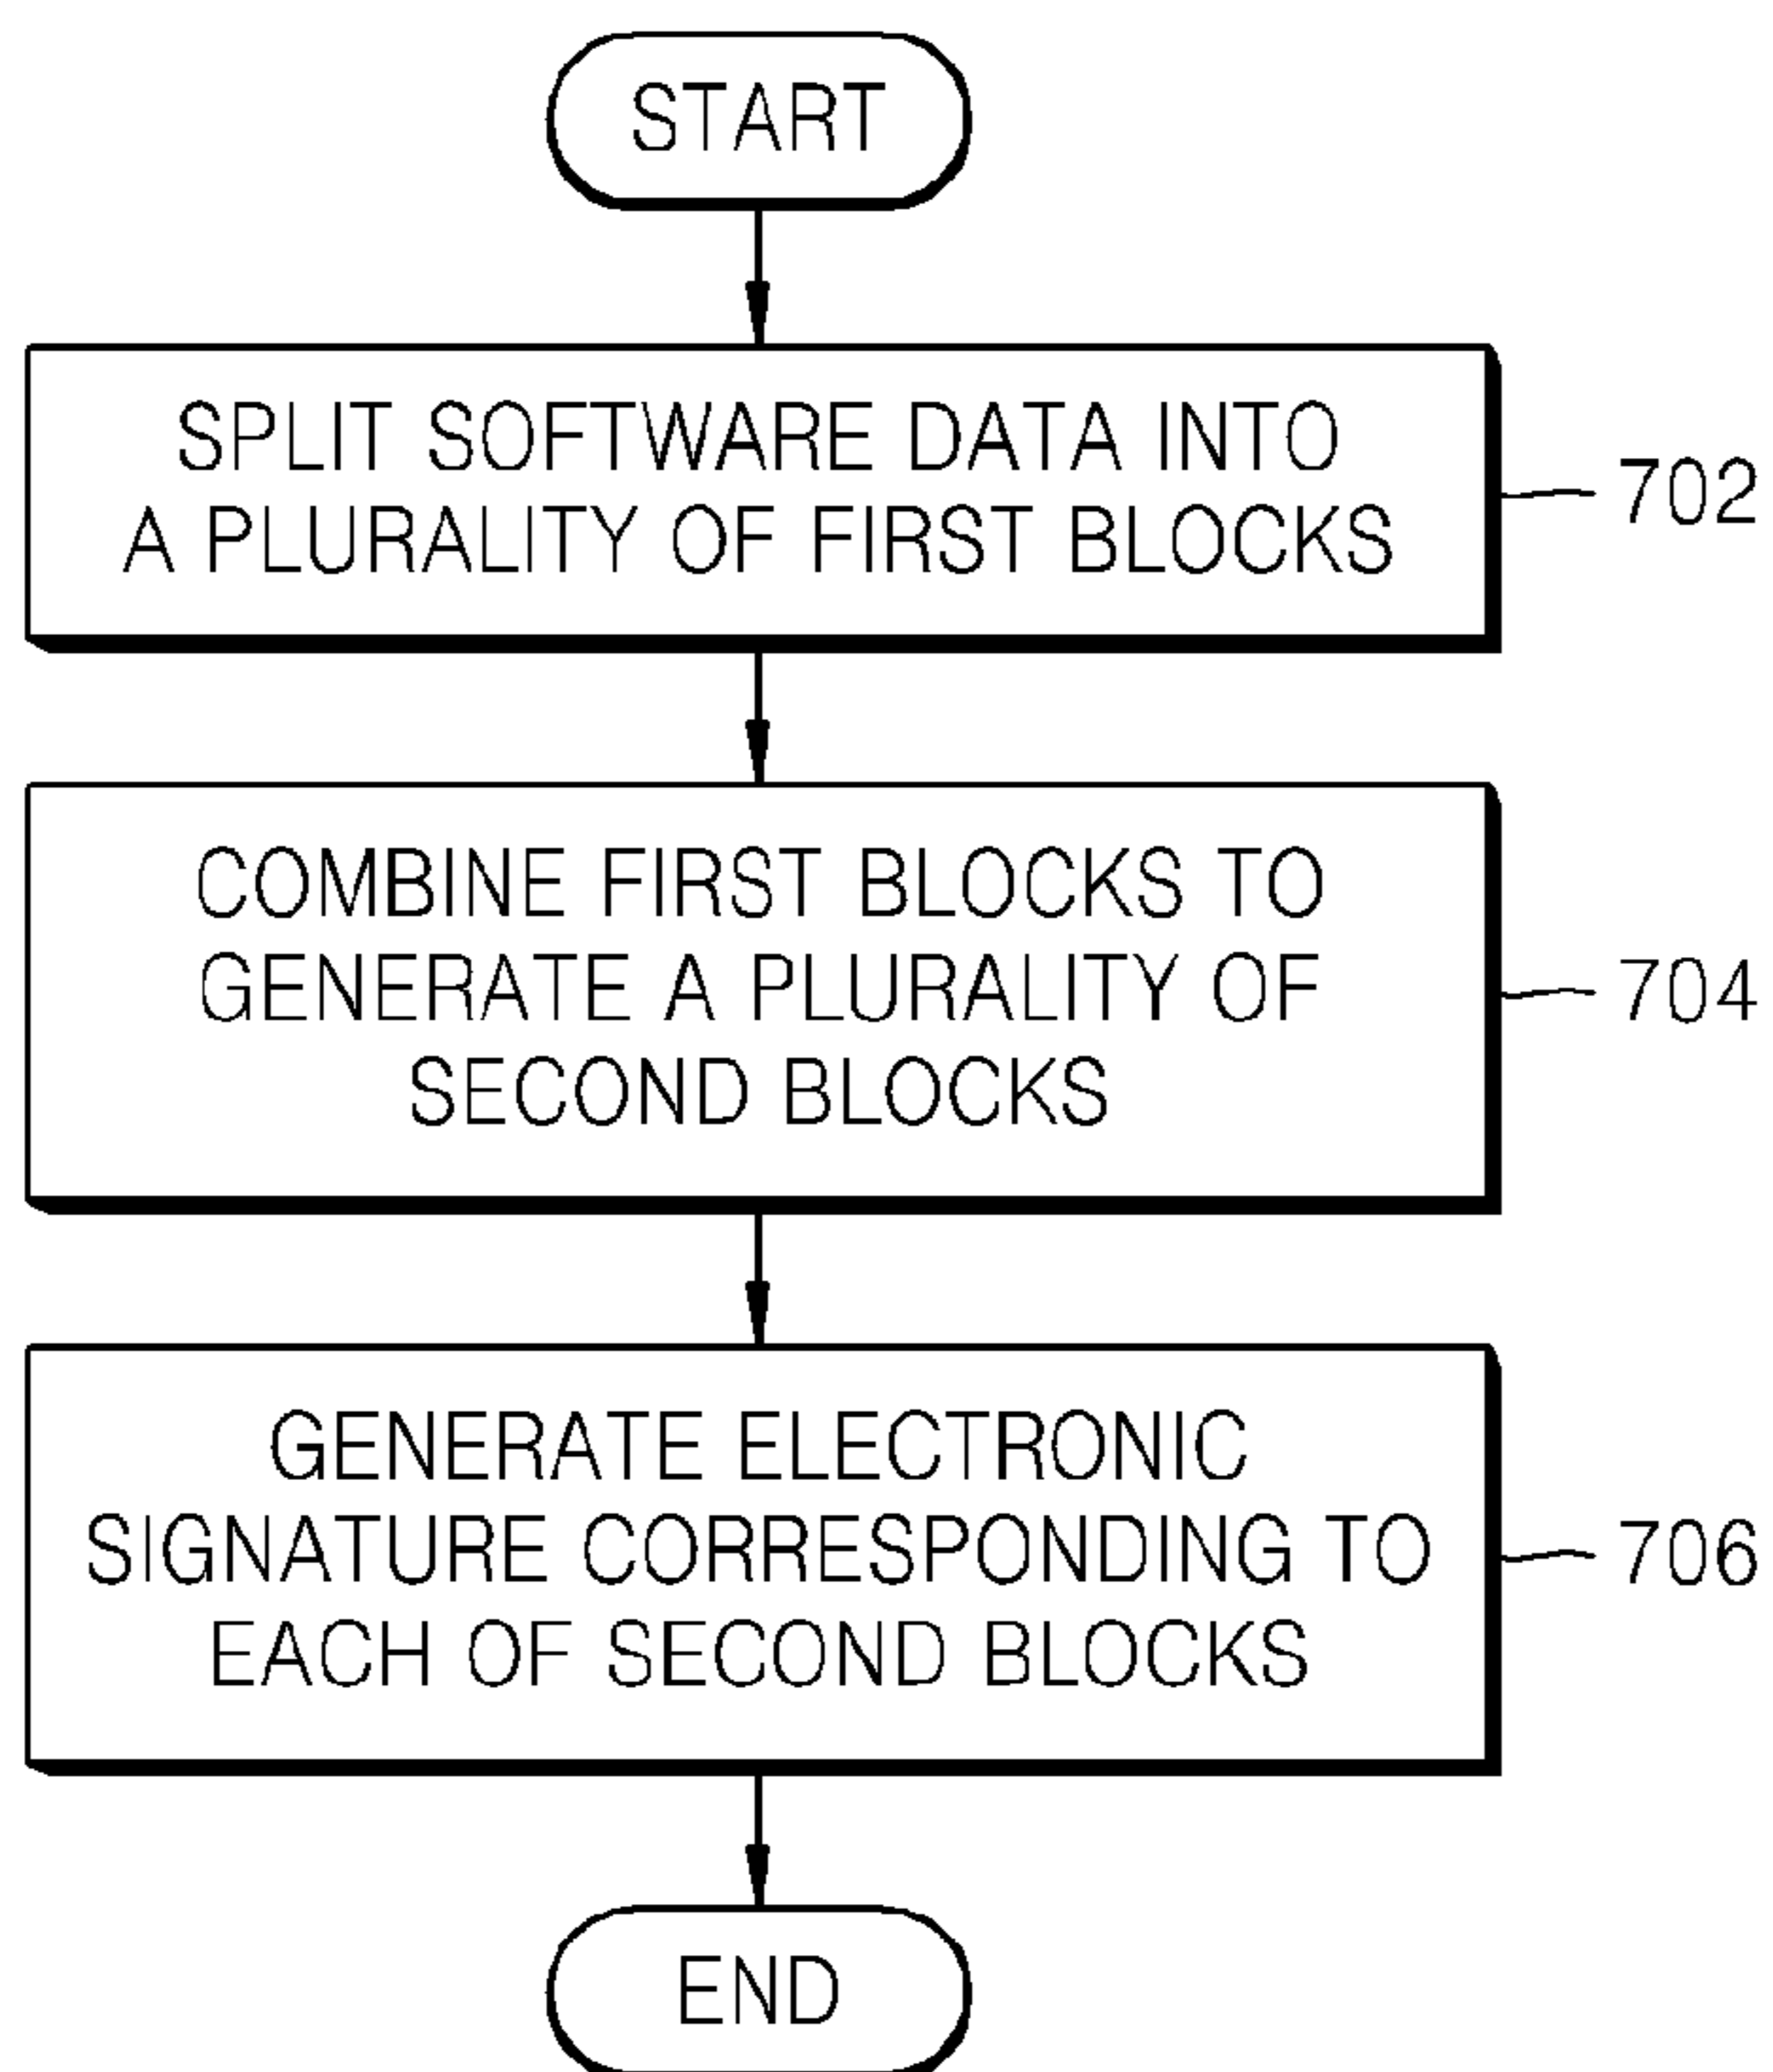 START
SPLIT SOFTWARE DATA INTO
A PLURALITY OF FIRST BLOCKS
702
COMBINE FIRST BLOCKS TO
GENERATE A PLURALITY OF
SECOND BLOCKS
704
GENERATE ELECTRONIC
SIGNATURE CORRESPONDING TO
EACH OF SECOND BLOCKS
706
END